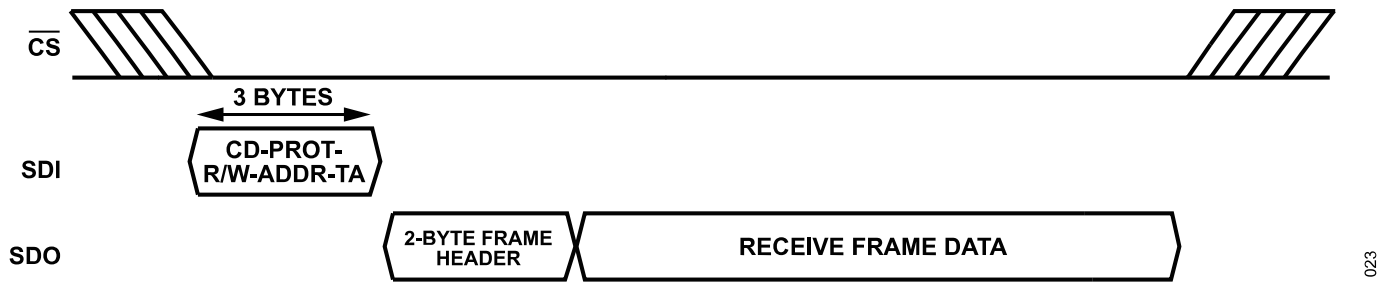 CS
3 BYTES
SDI
CD-PROT-
R/W-ADDR-TA
SDO
2-BYTE FRAME
HEADER
RECEIVE FRAME DATA
023